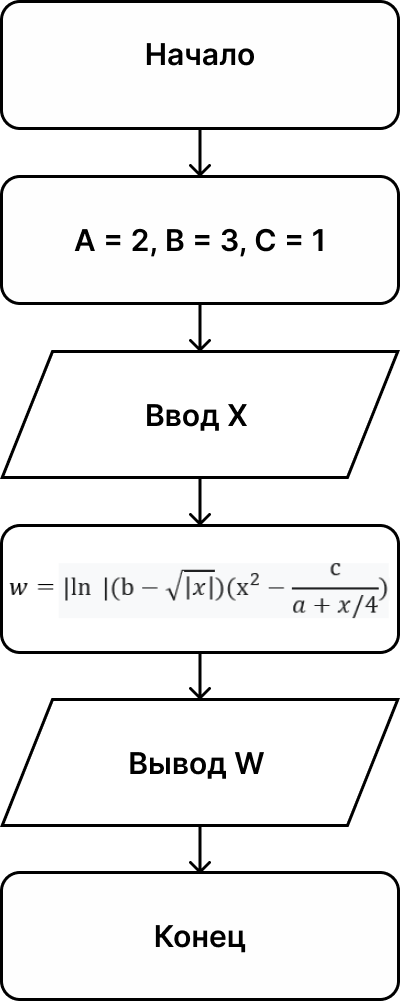 Начало
A = 2, B = 3, C = 1
Ввод X
w = |ln |(b − √|x|)(x² − c/(a + x/4))
Вывод W
Конец